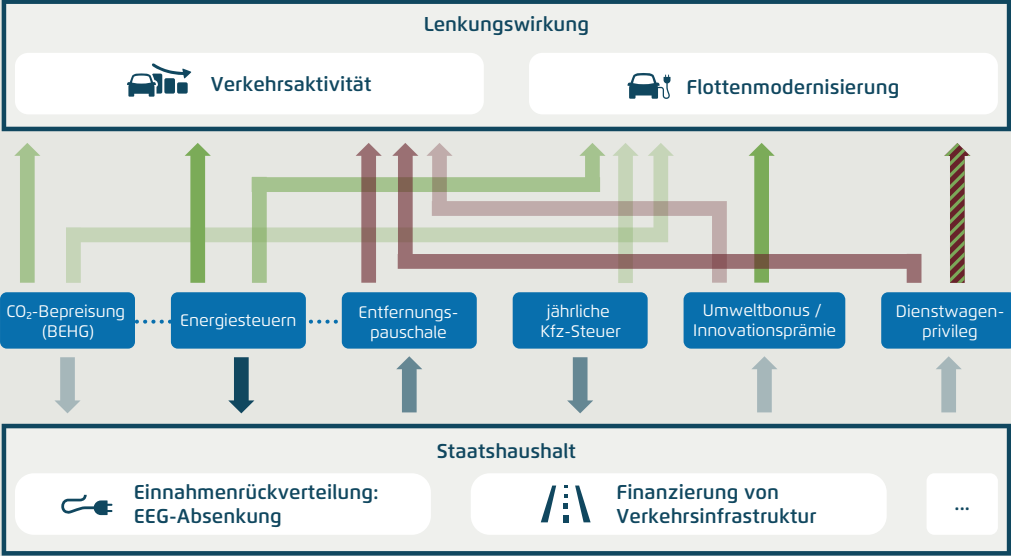 Lenkungswirkung
Verkehrsaktivität
Flottenmodernisierung
CO₂-Bepreisung
(BEHG)
Energiesteuern
Entfernungs-
pauschale
jährliche
Kfz-Steuer
Umweltbonus /
Innovationsprämie
Dienstwagen-
privileg
Staatshaushalt
Einnahmenrückverteilung:
EEG-Absenkung
Finanzierung von
Verkehrsinfrastruktur
...